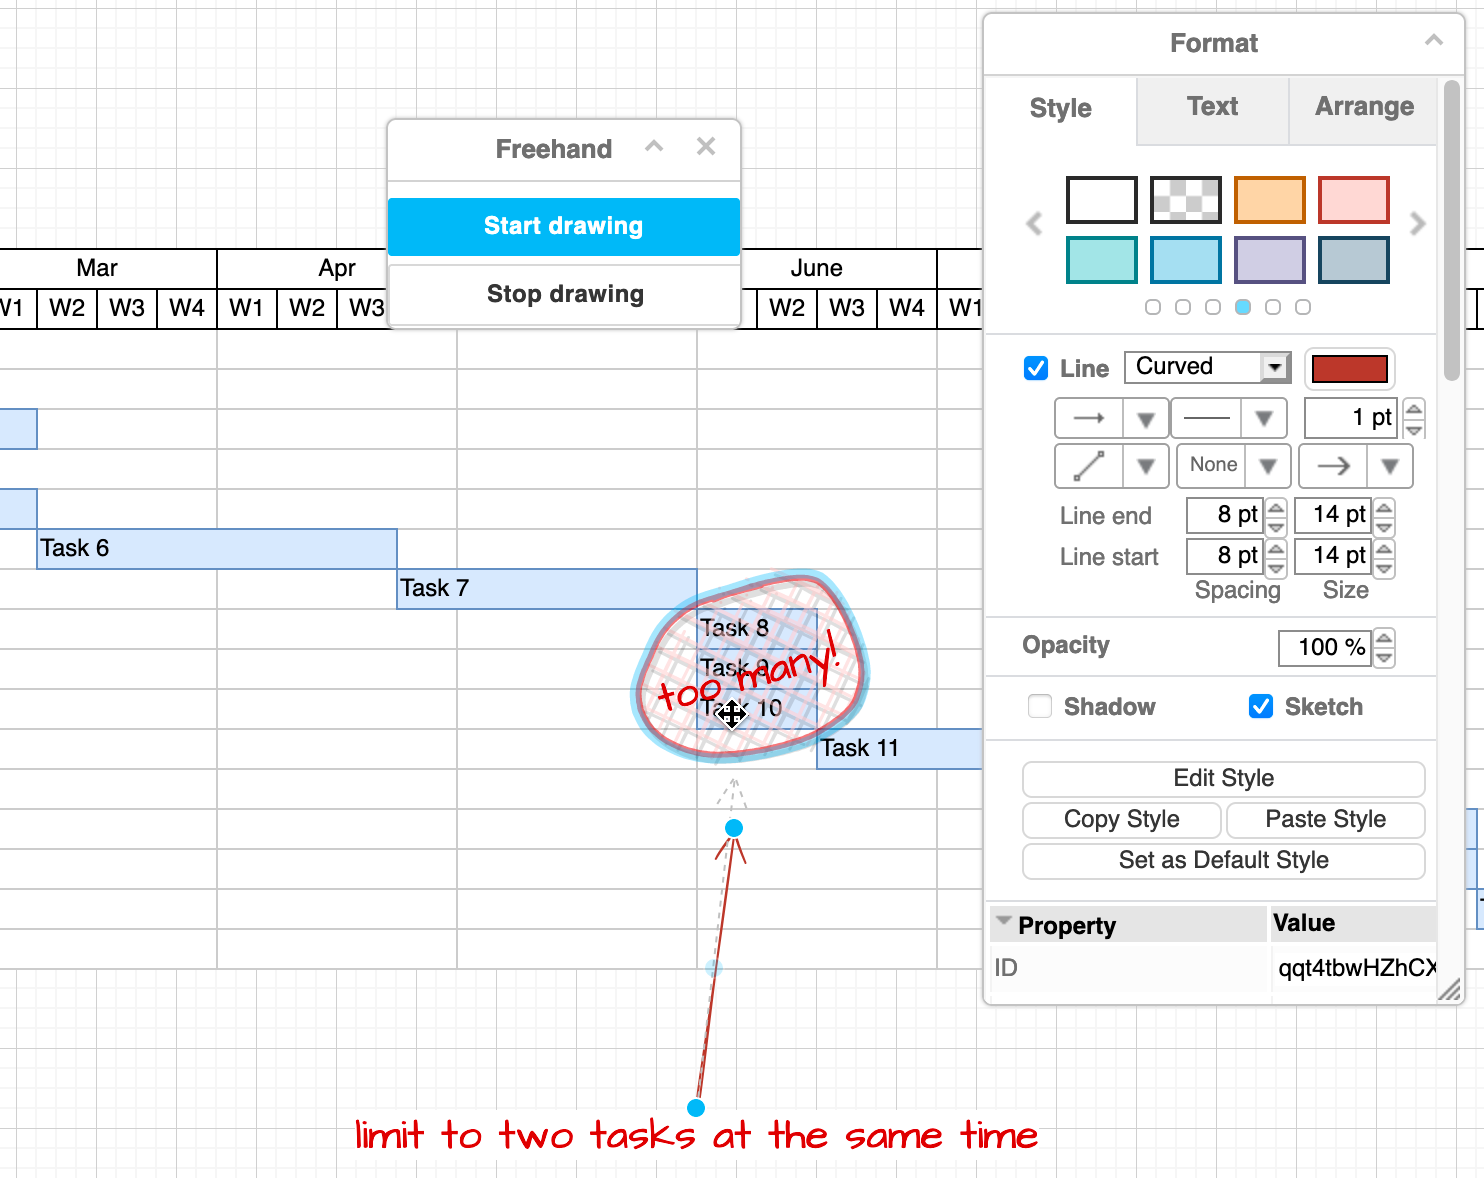 Format
Style Text Arrange
Freehand
Start drawing
Stop drawing
Mar Apr June
W2 W3 W4 W1 W2 W3 W2 W3 W4 W1
Line Curved
1 pt
None
Line end 8 pt 14 pt
Line start 8 pt 14 pt
Spacing Size
Opacity 100 %
Shadow Sketch
Edit Style
Copy Style Paste Style
Set as Default Style
Property Value
ID qqt4tbwHZhCX
Task 6
Task 7
Task 8
Task 9
too many!
Task 10
Task 11
limit to two tasks at the same time